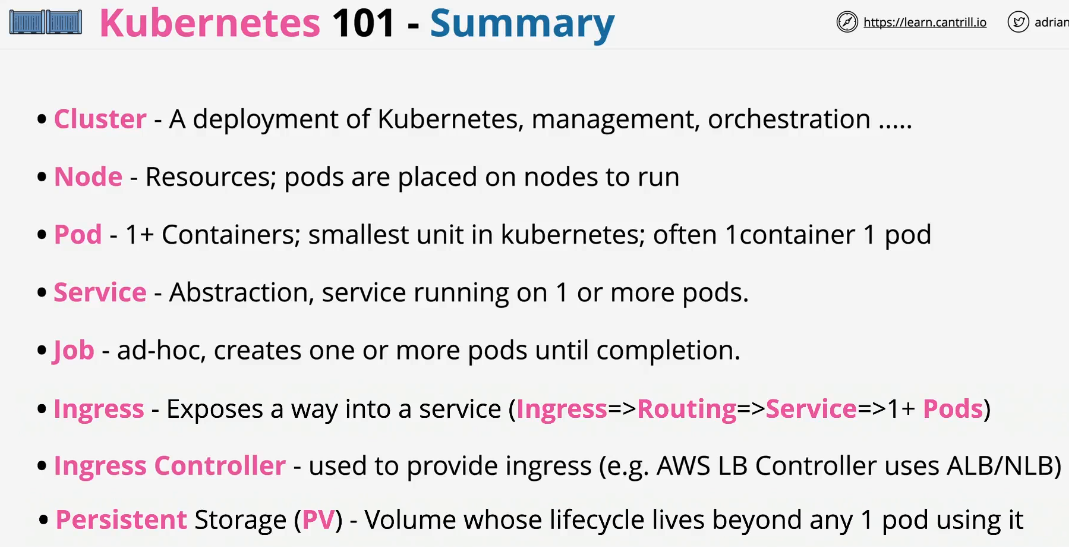 Kubernetes 101 - Summary
https://learn.cantrill.io
adrian
• Cluster - A deployment of Kubernetes, management, orchestration .....
• Node - Resources; pods are placed on nodes to run
• Pod - 1+ Containers; smallest unit in kubernetes; often 1container 1 pod
• Service - Abstraction, service running on 1 or more pods.
• Job - ad-hoc, creates one or more pods until completion.
• Ingress - Exposes a way into a service (Ingress=>Routing=>Service=>1+ Pods)
• Ingress Controller - used to provide ingress (e.g. AWS LB Controller uses ALB/NLB)
• Persistent Storage (PV) - Volume whose lifecycle lives beyond any 1 pod using it